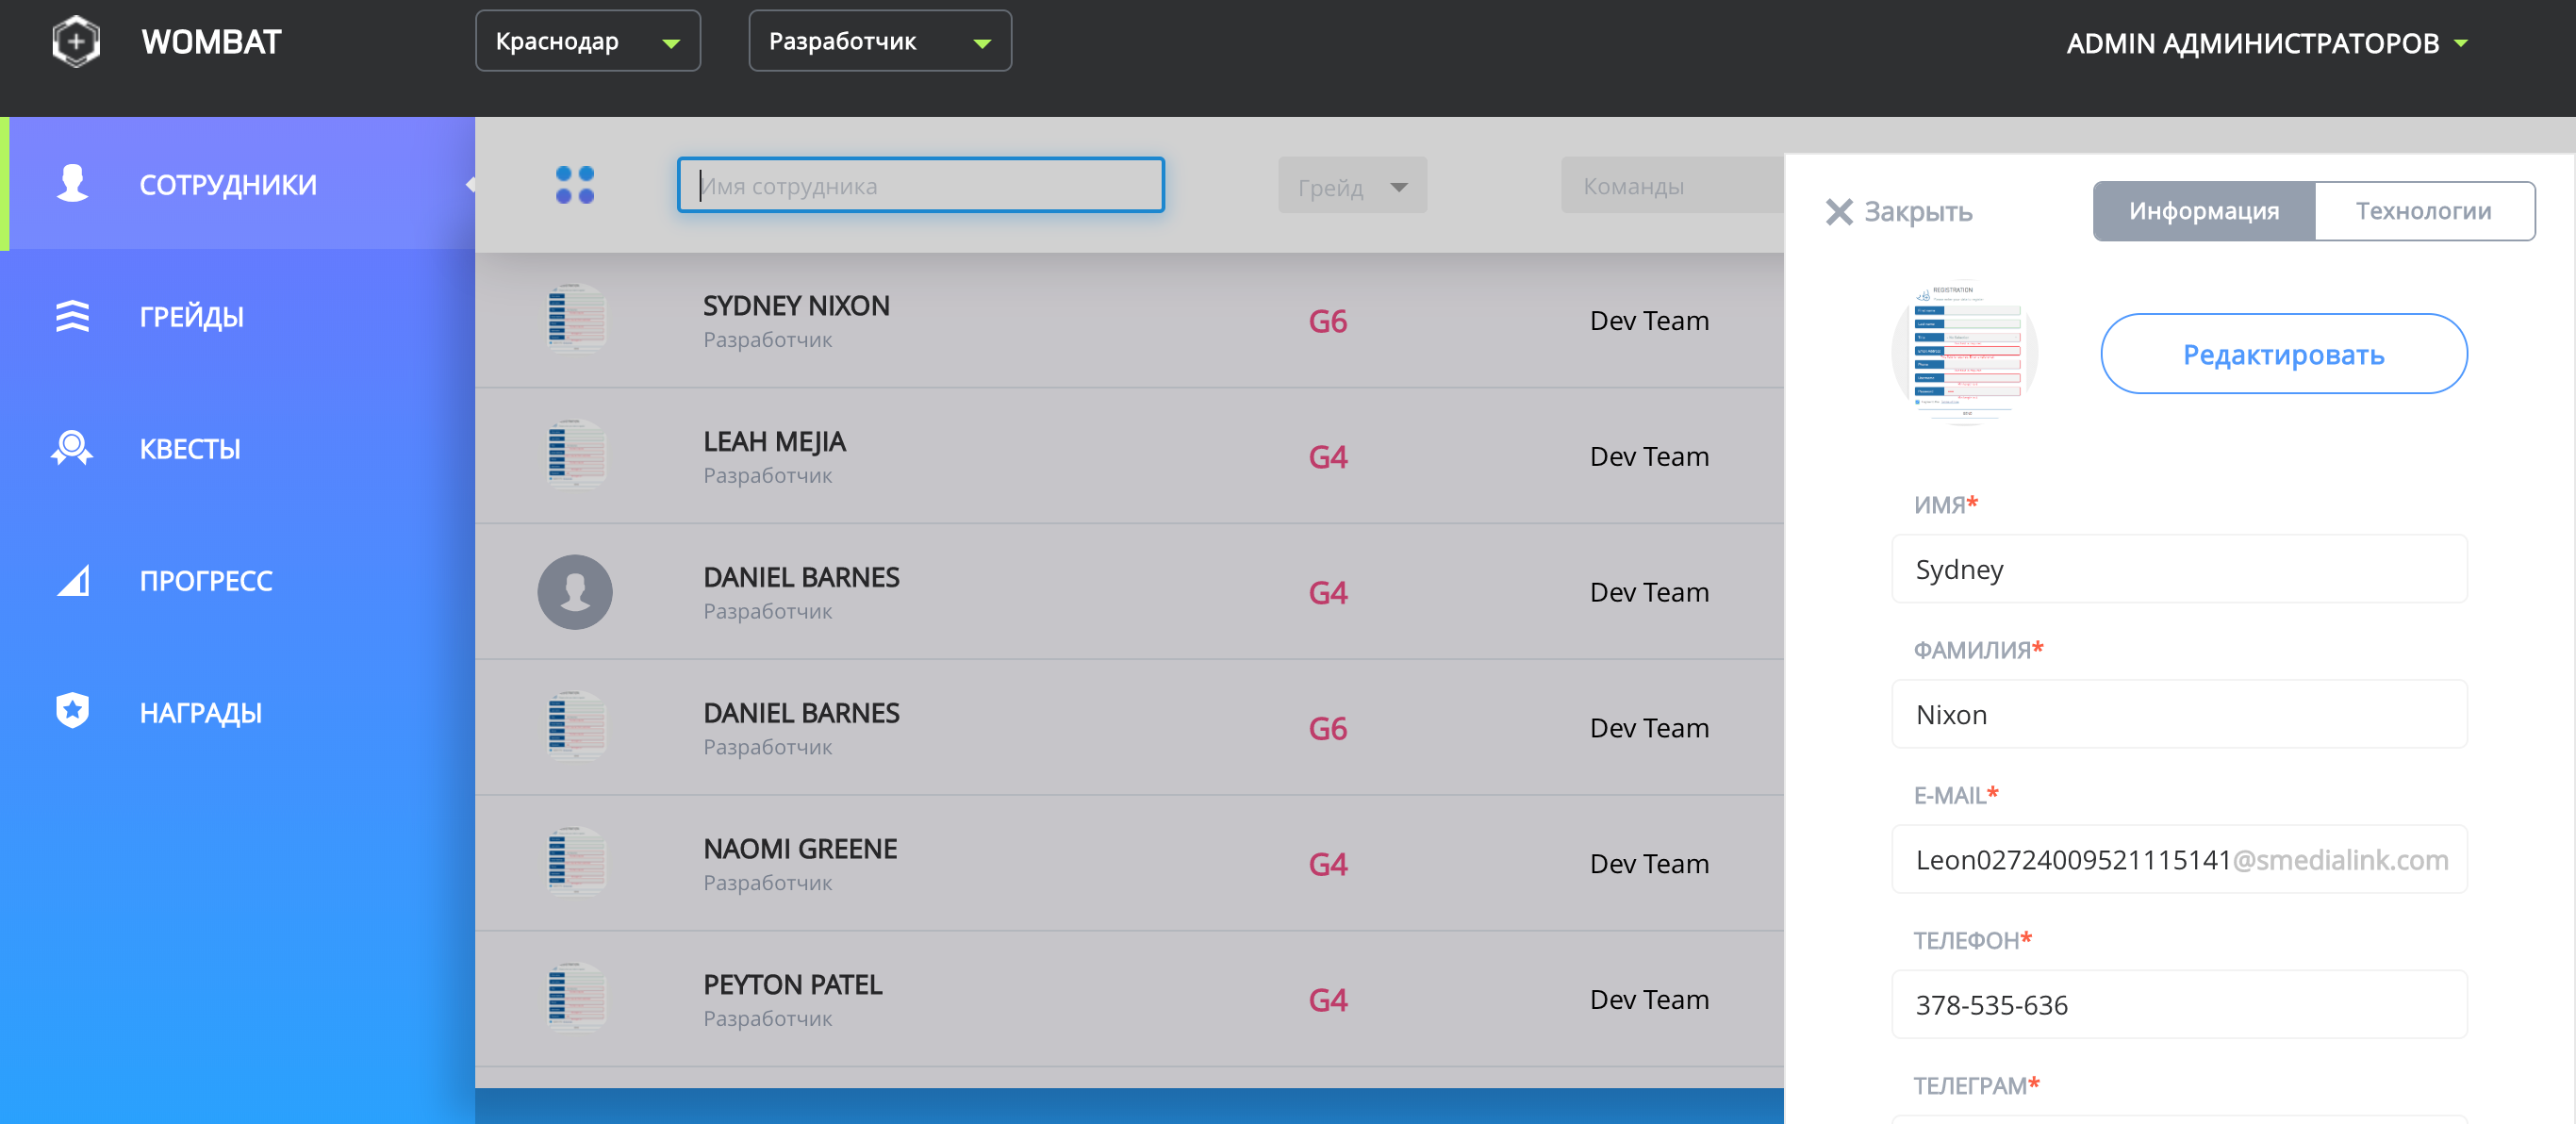 WOMBAT
Краснодар
Разработчик
ADMIN АДМИНИСТРАТОРОВ
СОТРУДНИКИ
ГРЕЙДЫ
КВЕСТЫ
ПРОГРЕСС
НАГРАДЫ
Имя сотрудника
Грейд
Команды
SYDNEY NIXON
Разработчик
G6
Dev Team
LEAH MEJIA
Разработчик
G4
Dev Team
DANIEL BARNES
Разработчик
G4
Dev Team
DANIEL BARNES
Разработчик
G6
Dev Team
NAOMI GREENE
Разработчик
G4
Dev Team
PEYTON PATEL
Разработчик
G4
Dev Team
Закрыть
Информация
Технологии
REGISTRATION
Редактировать
ИМЯ*
Sydney
ФАМИЛИЯ*
Nixon
E-MAIL*
Leon02724009521115141@smedialink.com
ТЕЛЕФОН*
378-535-636
ТЕЛЕГРАМ*